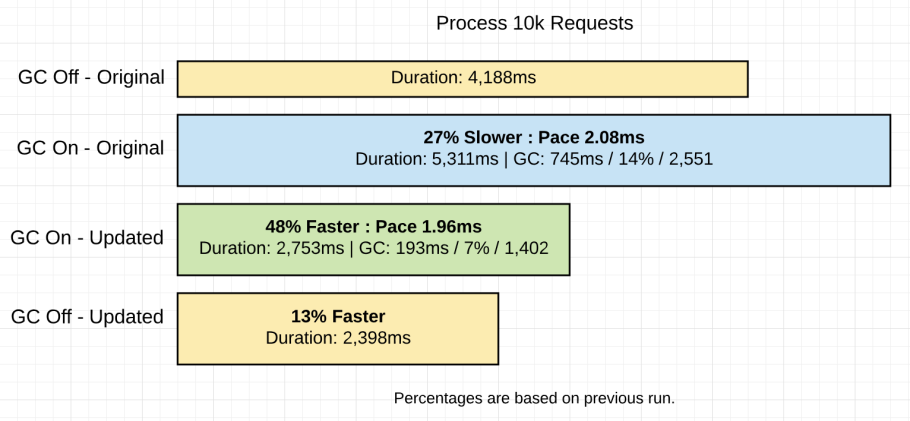 Process 10k Requests
GC Off - Original
Duration: 4,188ms
GC On - Original
27% Slower : Pace 2.08ms
Duration: 5,311ms | GC: 745ms / 14% / 2,551
GC On - Updated
48% Faster : Pace 1.96ms
Duration: 2,753ms | GC: 193ms / 7% / 1,402
GC Off - Updated
13% Faster
Duration: 2,398ms
Percentages are based on previous run.